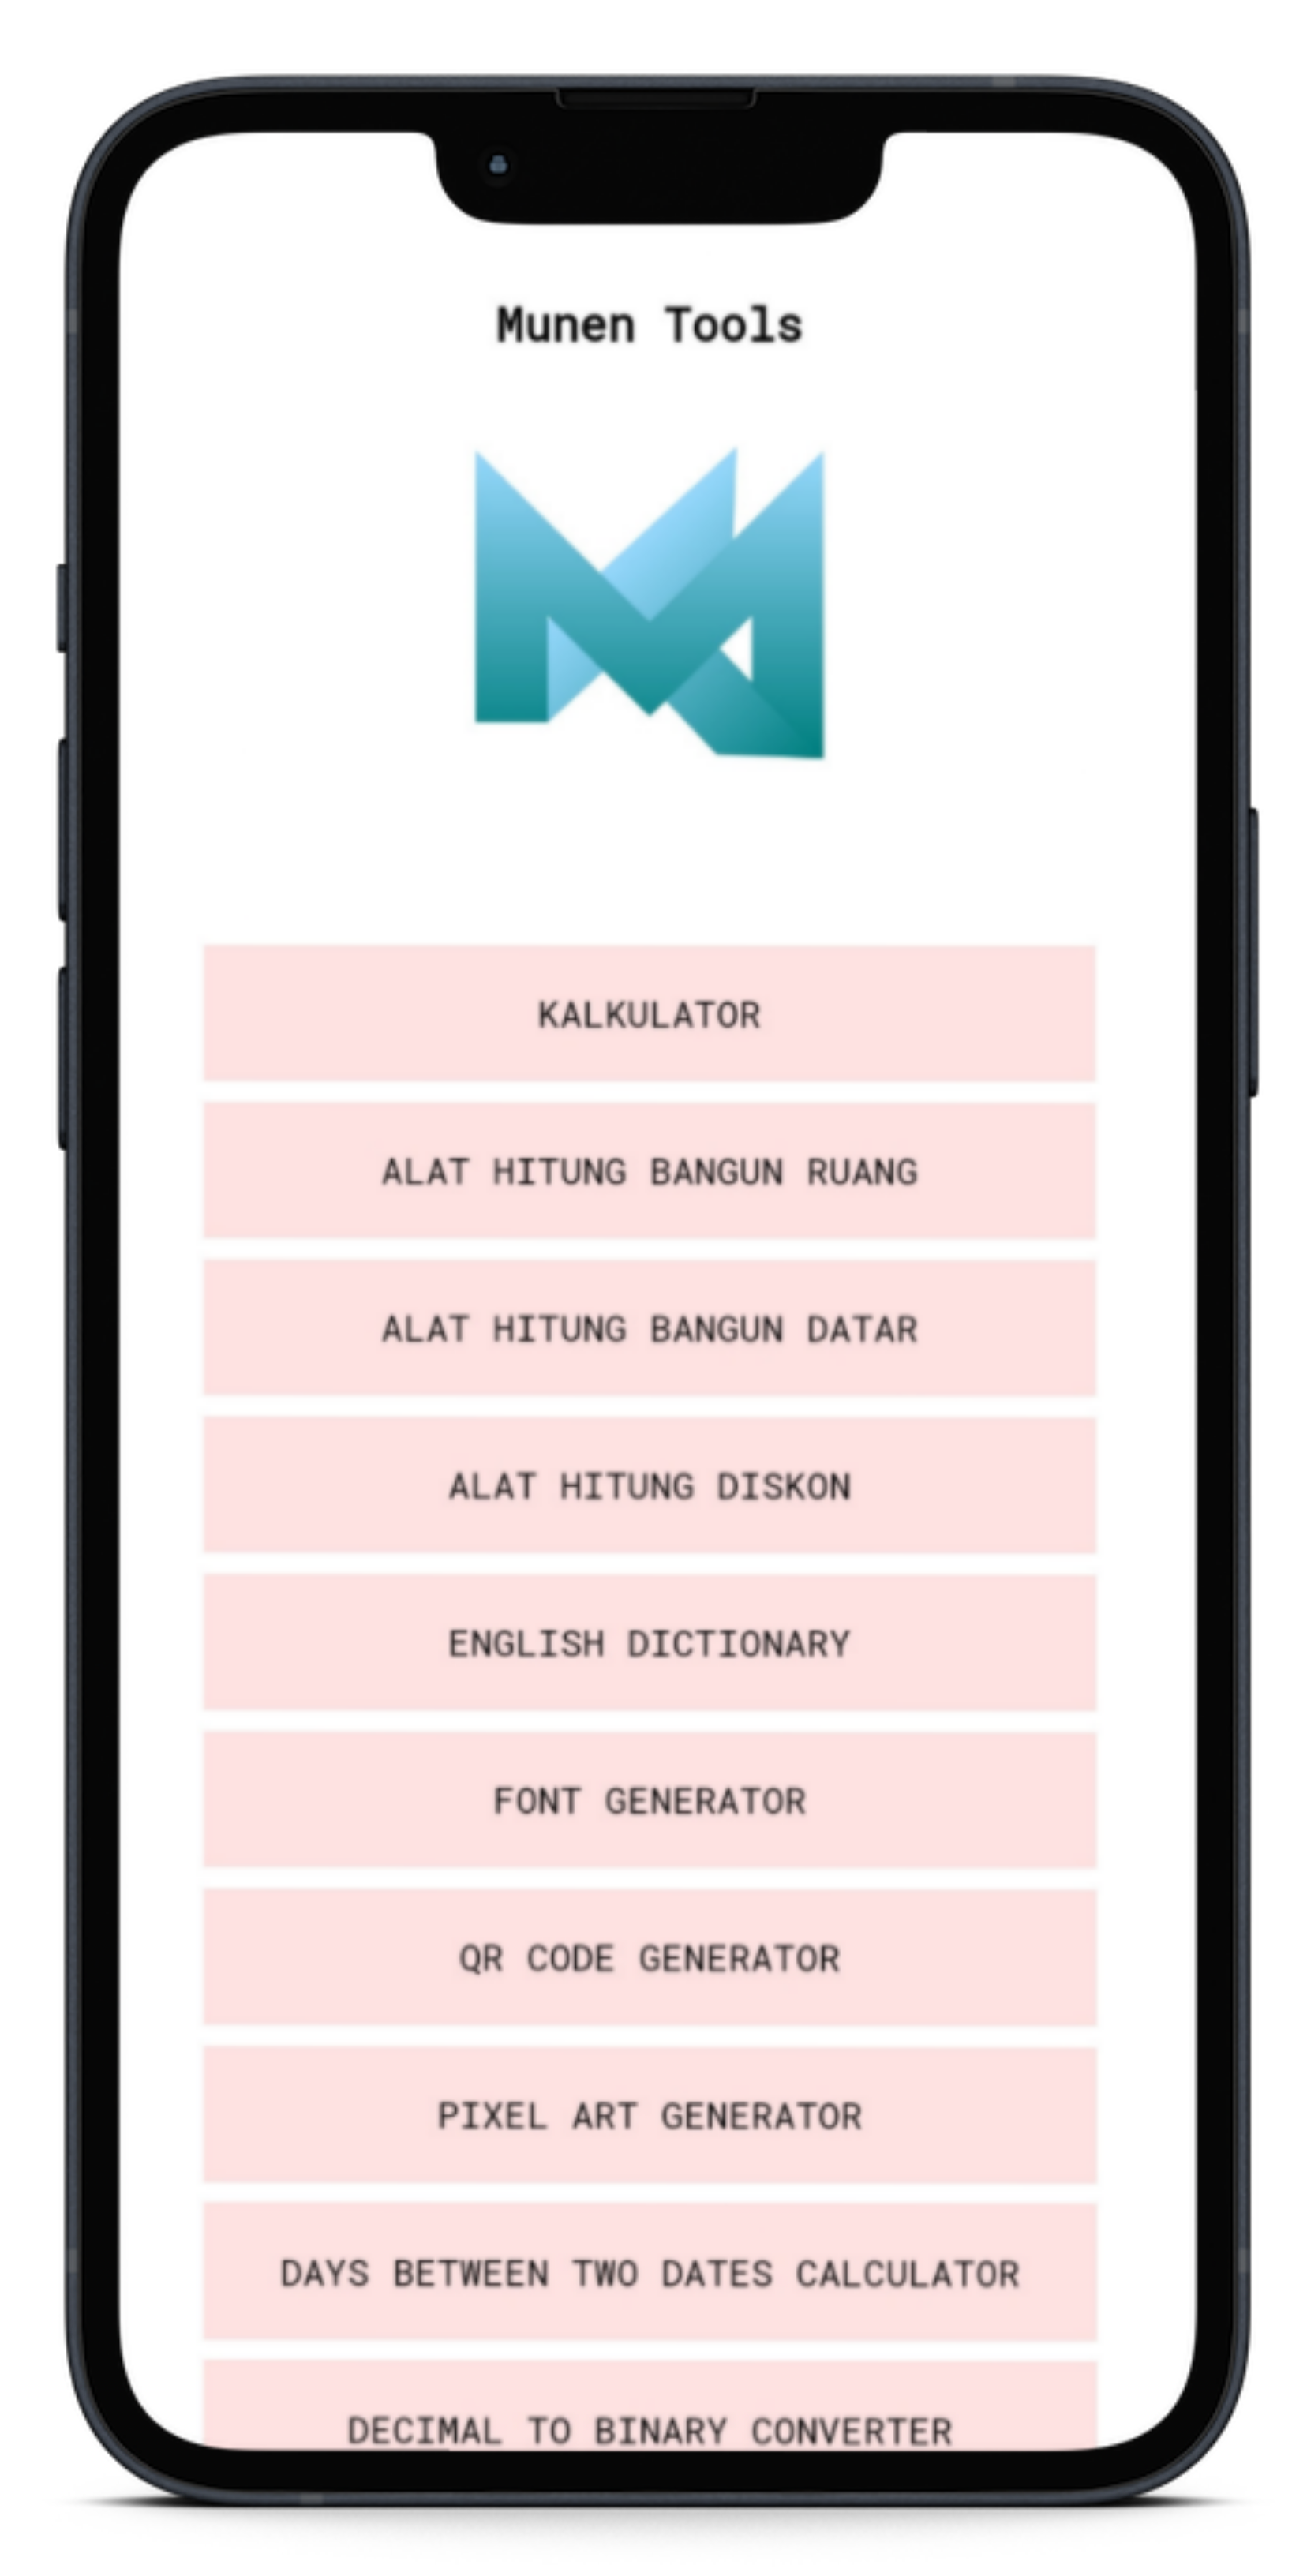 Munen Tools
KALKULATOR
ALAT HITUNG BANGUN RUANG
ALAT HITUNG BANGUN DATAR
ALAT HITUNG DISKON
ENGLISH DICTIONARY
FONT GENERATOR
QR CODE GENERATOR
PIXEL ART GENERATOR
DAYS BETWEEN TWO DATES CALCULATOR
DECIMAL TO BINARY CONVERTER